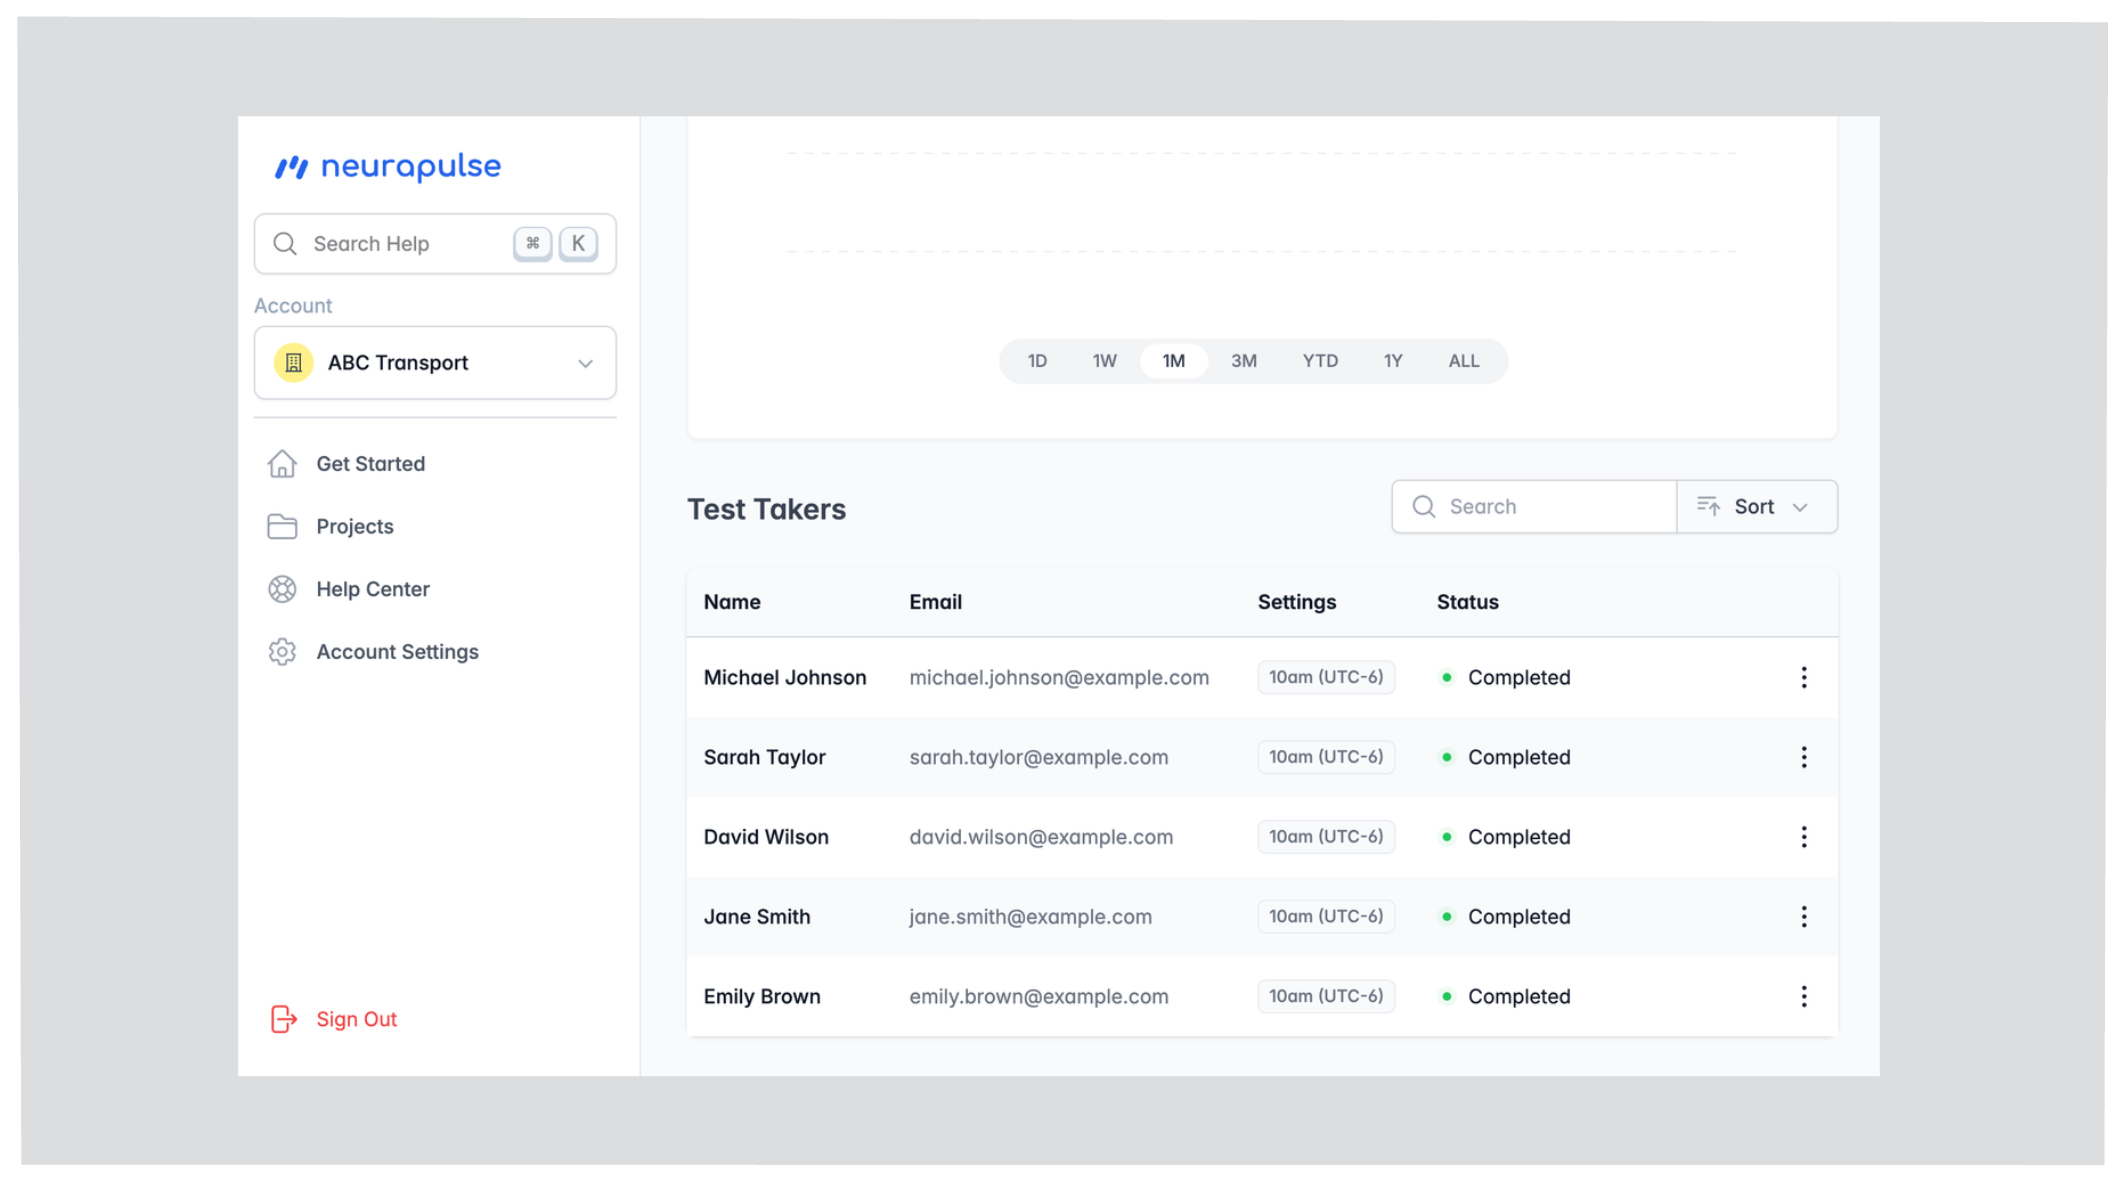 neurapulse
Search Help ⌘ K
Account
ABC Transport
Get Started
Projects
Help Center
Account Settings
Sign Out
1D 1W 1M 3M YTD 1Y ALL
Test Takers
Search Sort
Name Email Settings Status
Michael Johnson michael.johnson@example.com 10am (UTC-6) Completed
Sarah Taylor sarah.taylor@example.com 10am (UTC-6) Completed
David Wilson david.wilson@example.com 10am (UTC-6) Completed
Jane Smith jane.smith@example.com 10am (UTC-6) Completed
Emily Brown emily.brown@example.com 10am (UTC-6) Completed